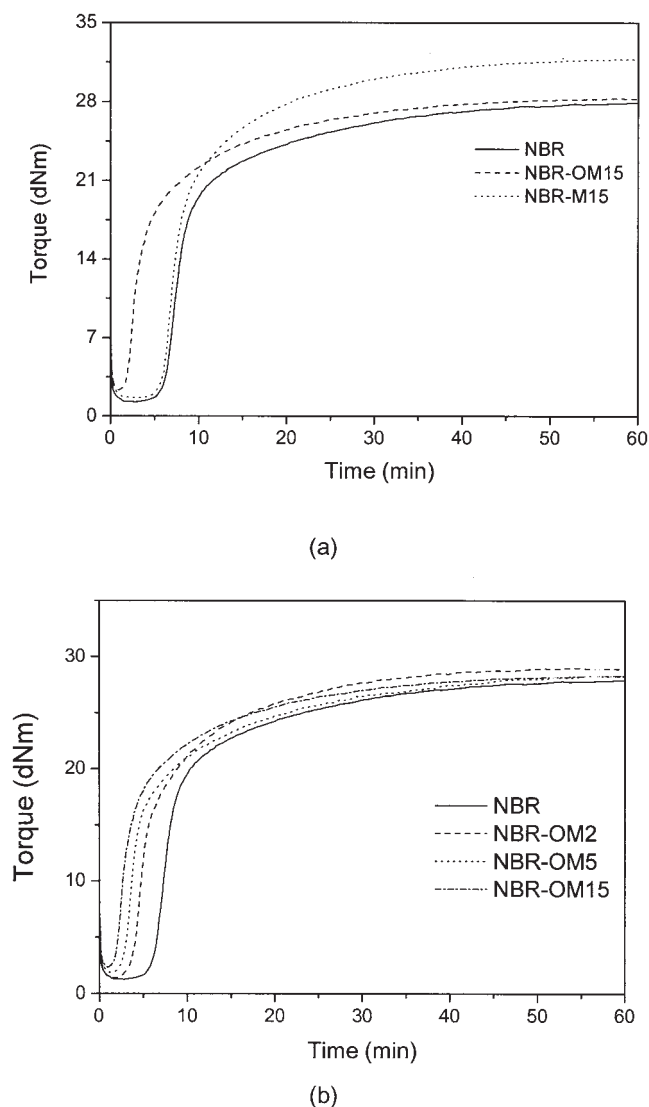 35
28
21
14
7
0
Torque (dNm)
NBR
NBR-OM15
NBR-M15
0 10 20 30 40 50 60
Time (min)
(a)
30
20
10
0
Torque (dNm)
NBR
NBR-OM2
NBR-OM5
NBR-OM15
0 10 20 30 40 50 60
Time (min)
(b)